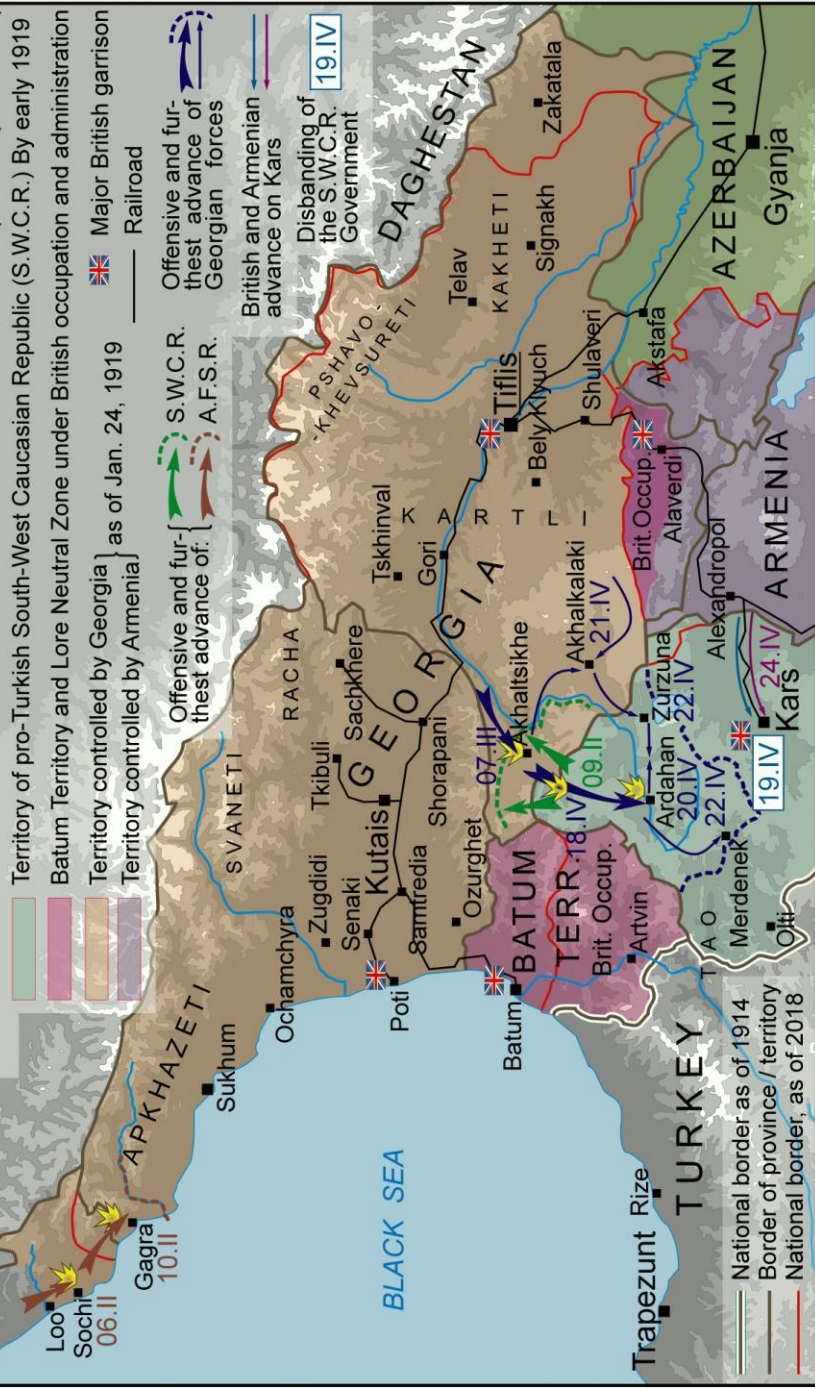 Territory of pro-Turkish South-West Caucasian Republic (S.W.C.R.) By early 1919
Batum Territory and Lore Neutral Zone under British occupation and administration
Territory controlled by Georgia
Territory controlled by Armenia
as of Jan. 24, 1919
Major British garrison
Railroad
Offensive and fur-
thest advance of:
S.W.C.R.
A.F.S.R.
Offensive and fur-
thest advance of
Georgian forces
British and Armenian
advance on Kars
19.IV
Disbanding of
the S.W.C.R.
Government
Loo
Sochi
06.II
Gagra
10.II
APKHAZETI
Sukhum
Ochamchyra
SVANETI
RACHA
Zugdidi
Tkibuli
Sachkhere
Senaki
Kutais
Poti
Samtredia
Shorapani
Ozurghet
GEORGIA
Tskhinval
Gori
KARTLI
PSHAVO-
-KHEVSURETI
DAGHESTAN
Telav
KAKHETI
Signakh
Zakatala
Tiflis
Bely Klyuch
Shulaveri
BLACK SEA
Batum
BATUM
TERR.
Brit. Occup.
Artvin
07.III
Akhaltsikhe
09.II
18.IV
Akhalkalaki
21.IV
Brit. Occup.
Alaverdi
Akstafa
AZERBAIJAN
Gyanja
Ardahan
20.IV
22.IV
Zurzuna
22.IV
Alexandropol
ARMENIA
24.IV
Kars
19.IV
TAO
Merdenek
Olti
Trapezunt
Rize
TURKEY
National border as of 1914
Border of province / territory
National border, as of 2018